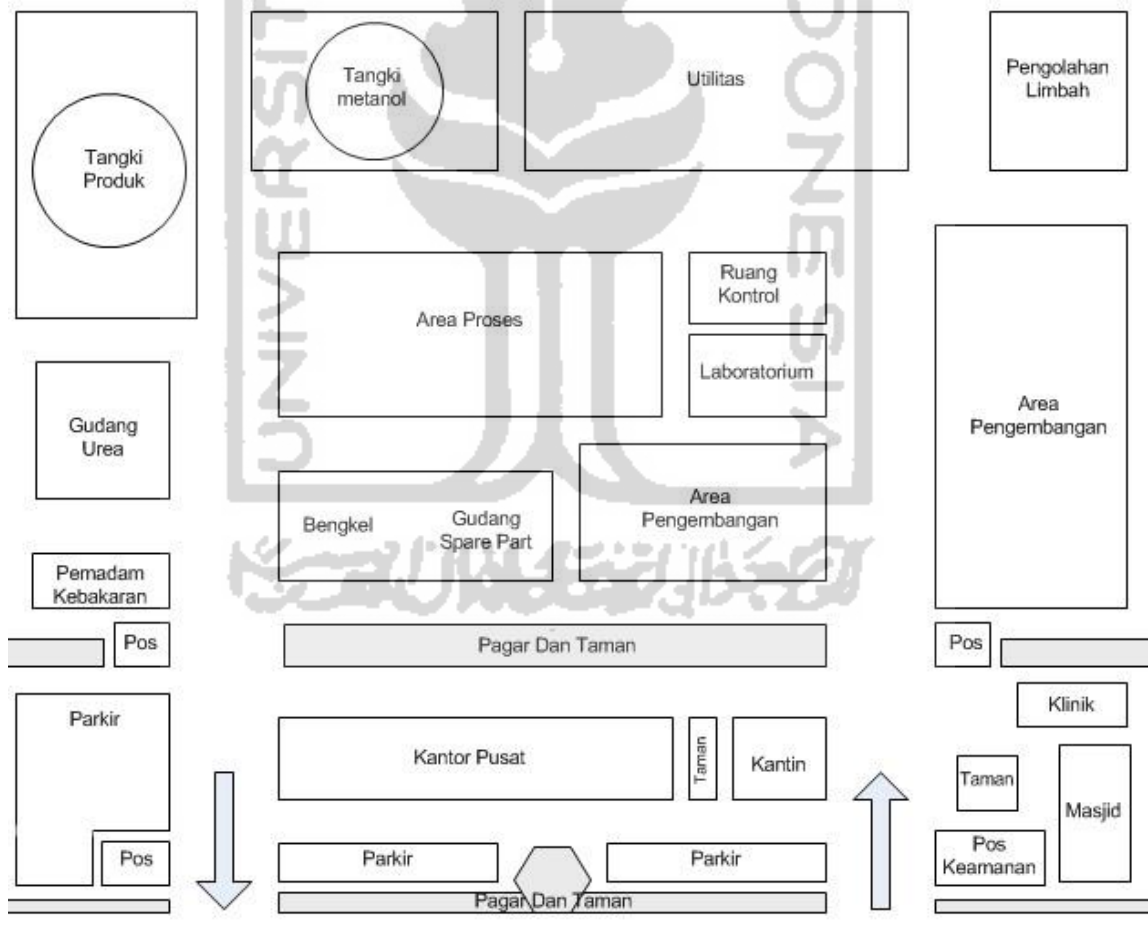 Tangki
Produk
Tangki
metanol
Utilitas
Pengolahan
Limbah
Area Proses
Ruang
Kontrol
Laboratorium
Area
Pengembangan
Gudang
Urea
Bengkel
Gudang
Spare Part
Area
Pengembangan
Pemadam
Kebakaran
Pos
Pagar Dan Taman
Pos
Parkir
Kantor Pusat
Taman
Kantin
Klinik
Taman
Masjid
Pos
Parkir
Parkir
Pos
Keamanan
Pagar Dan Taman
UNIVERSIT
DONESIA